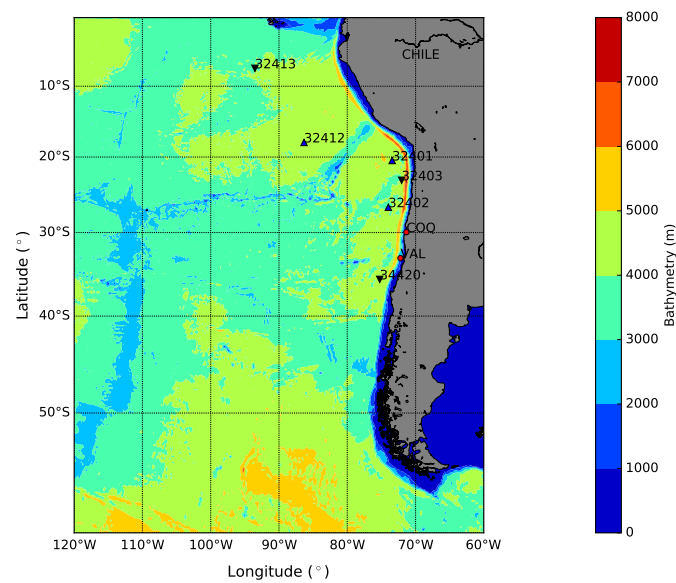 CHILE
32413
32412
32401
32403
32402
COQ
VAL
34420
10°S
20°S
30°S
40°S
50°S
Latitude (°)
120°W 110°W 100°W 90°W 80°W 70°W 60°W
Longitude (°)
8000
7000
6000
5000
4000
3000
2000
1000
0
Bathymetry (m)